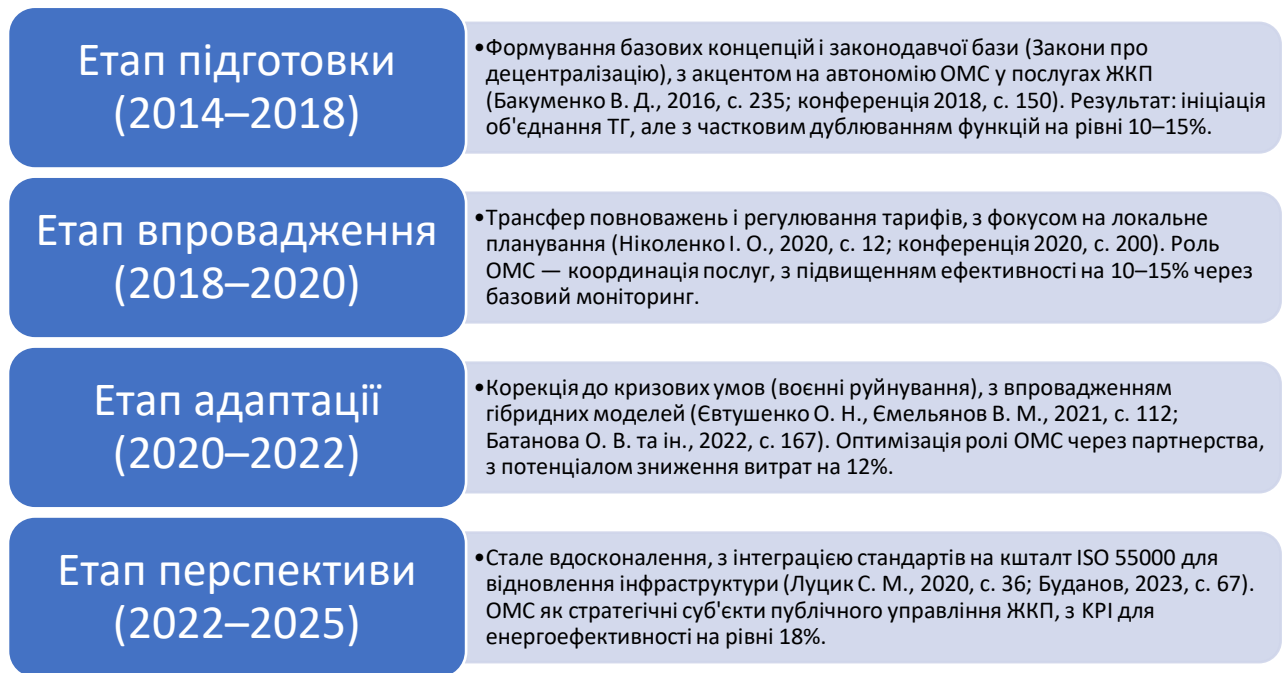 Етап підготовки
(2014–2018)
•Формування базових концепцій і законодавчої бази (Закони про
децентралізацію), з акцентом на автономію ОМС у послугах ЖКП
(Бакуменко В. Д., 2016, с. 235; конференція 2018, с. 150). Результат: ініціація
об'єднання ТГ, але з частковим дублюванням функцій на рівні 10–15%.
Етап впровадження
(2018–2020)
•Трансфер повноважень і регулювання тарифів, з фокусом на локальне
планування (Ніколенко І. О., 2020, с. 12; конференція 2020, с. 200). Роль
ОМС — координація послуг, з підвищенням ефективності на 10–15% через
базовий моніторинг.
Етап адаптації
(2020–2022)
•Корекція до кризових умов (воєнні руйнування), з впровадженням
гібридних моделей (Євтушенко О. Н., Ємельянов В. М., 2021, с. 112;
Батанова О. В. та ін., 2022, с. 167). Оптимізація ролі ОМС через партнерства,
з потенціалом зниження витрат на 12%.
Етап перспективи
(2022–2025)
•Стале вдосконалення, з інтеграцією стандартів на кшталт ISO 55000 для
відновлення інфраструктури (Луцик С. М., 2020, с. 36; Буданов, 2023, с. 67).
ОМС як стратегічні суб'єкти публічного управління ЖКП, з KPI для
енергоефективності на рівні 18%.